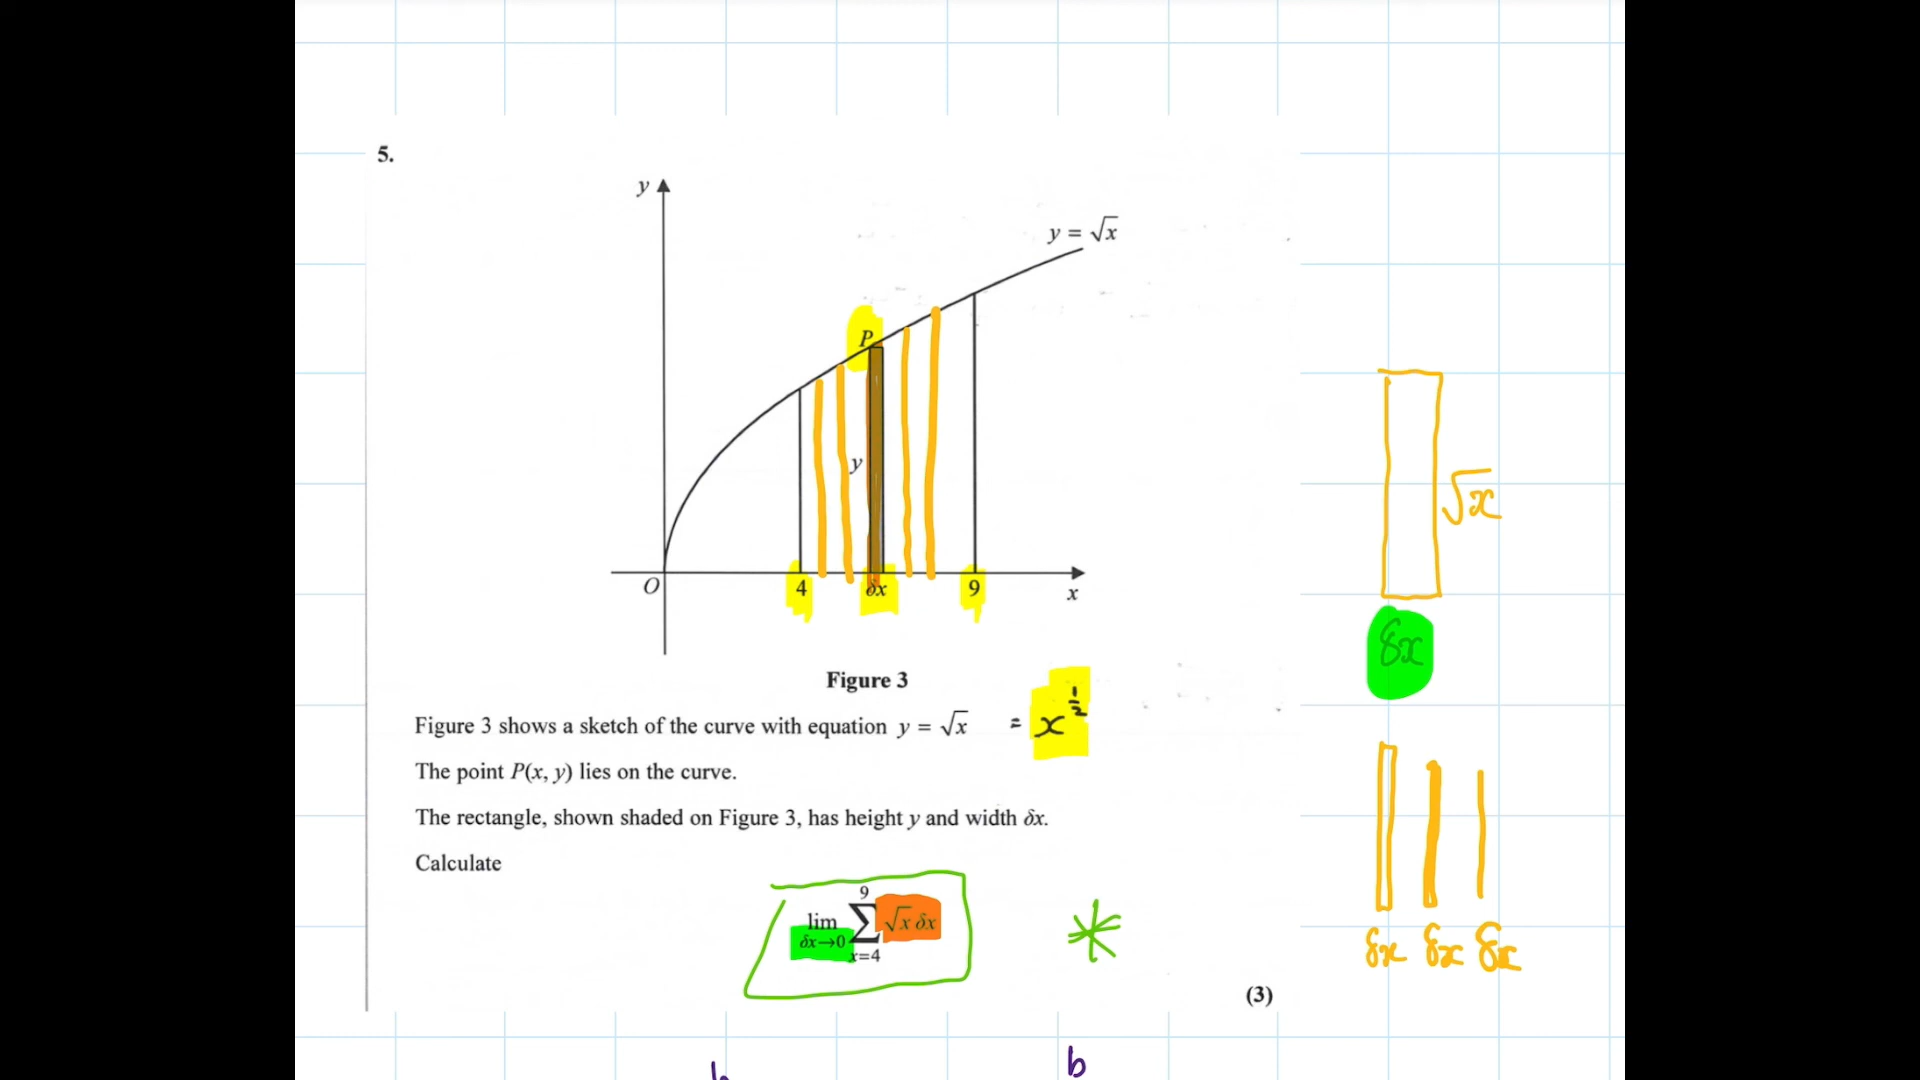 5.
y
y = √x
P
y
O
4
δx
9
x
√x
δx
Figure 3
Figure 3 shows a sketch of the curve with equation y = √x = x^½
The point P(x, y) lies on the curve.
The rectangle, shown shaded on Figure 3, has height y and width δx.
Calculate
9
lim ∑ √x δx
δx→0
x=4
*
δx δx δx
(3)
b